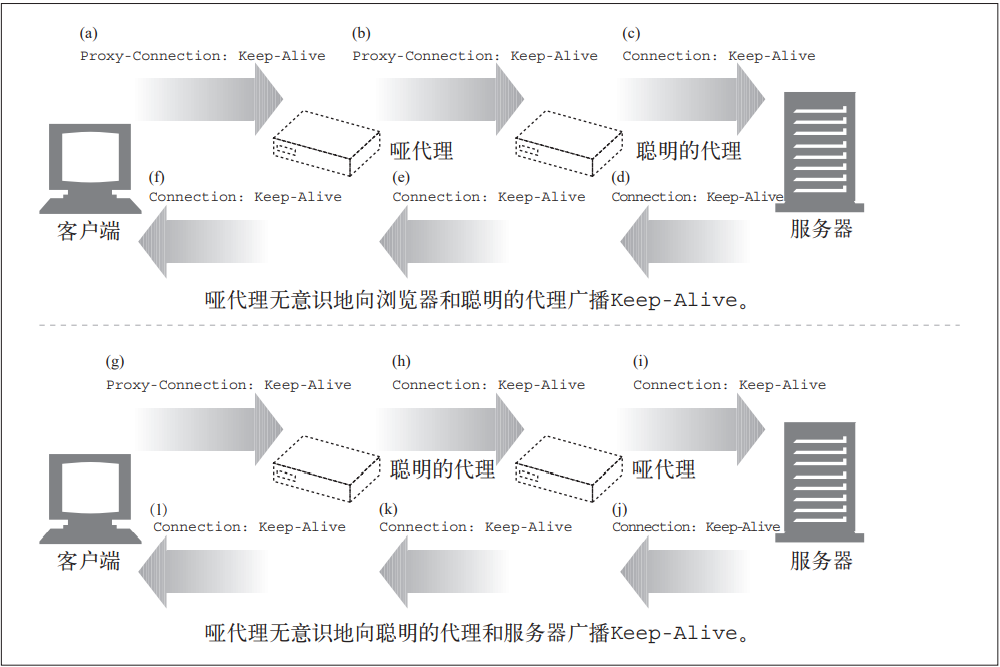 (a) (b) (c)
Proxy-Connection: Keep-Alive Proxy-Connection: Keep-Alive Connection: Keep-Alive
哑代理 聪明的代理
(f) (e) (d)
Connection: Keep-Alive Connection: Keep-Alive Connection: Keep-Alive
客户端 服务器
哑代理无意识地向浏览器和聪明的代理广播Keep-Alive。
(g) (h) (i)
Proxy-Connection: Keep-Alive Connection: Keep-Alive Connection: Keep-Alive
聪明的代理 哑代理
(l) (k) (j)
Connection: Keep-Alive Connection: Keep-Alive Connection: Keep-Alive
客户端 服务器
哑代理无意识地向聪明的代理和服务器广播Keep-Alive。